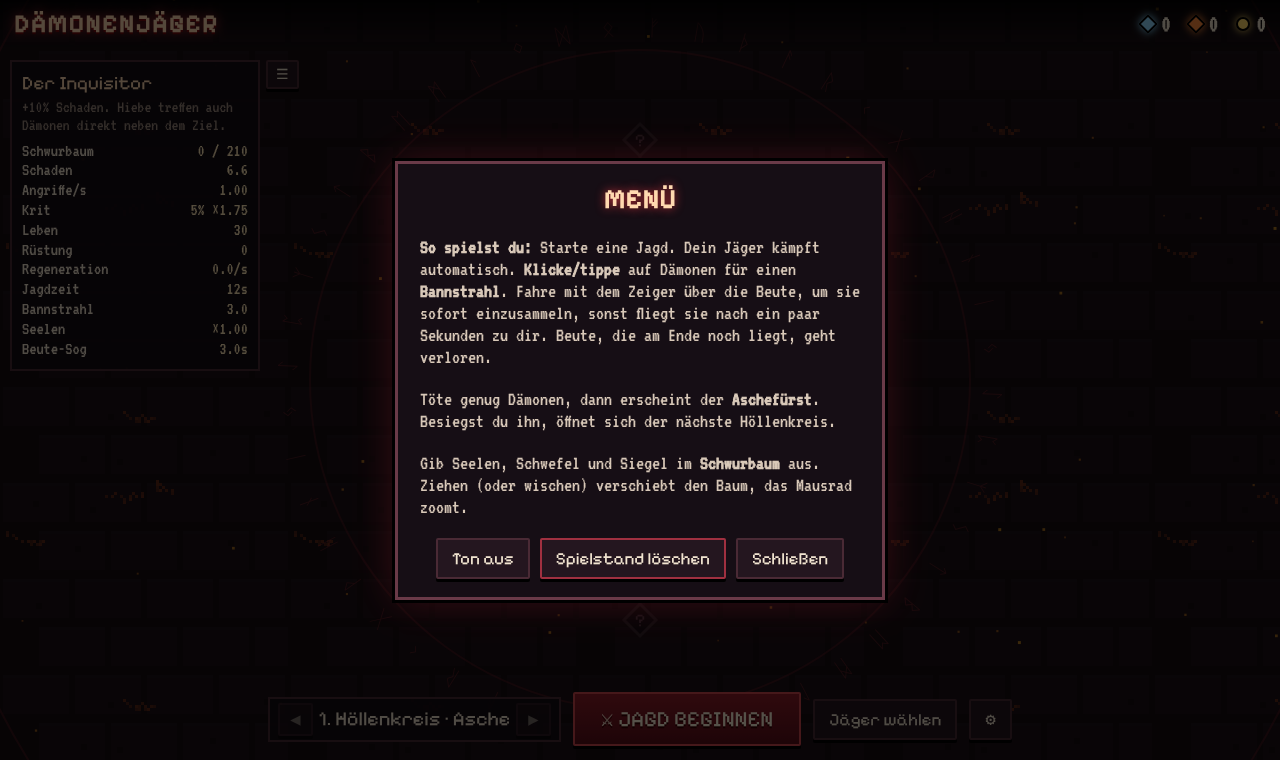 DÄMONENJÄGER
0 0 0
Der Inquisitor
☰
+10% Schaden. Hiebe treffen auch
Dämonen direkt neben dem Ziel.
Schwurbaum 0 / 210
Schaden 6.6
Angriffe/s 1.00
Krit 5% ×1.75
Leben 30
Rüstung 0
Regeneration 0.0/s
Jagdzeit 12s
Bannstrahl 3.0
Seelen ×1.00
Beute-Sog 3.0s
?
MENÜ
So spielst du: Starte eine Jagd. Dein Jäger kämpft
automatisch. Klicke/tippe auf Dämonen für einen
Bannstrahl. Fahre mit dem Zeiger über die Beute, um sie
sofort einzusammeln, sonst fliegt sie nach ein paar
Sekunden zu dir. Beute, die am Ende noch liegt, geht
verloren.
Töte genug Dämonen, dann erscheint der Aschefürst.
Besiegst du ihn, öffnet sich der nächste Höllenkreis.
Gib Seelen, Schwefel und Siegel im Schwurbaum aus.
Ziehen (oder wischen) verschiebt den Baum, das Mausrad
zoomt.
Ton aus Spielstand löschen Schließen
?
◀ 1. Höllenkreis · Asche ▶ ⚔ JAGD BEGINNEN Jäger wählen ⚙